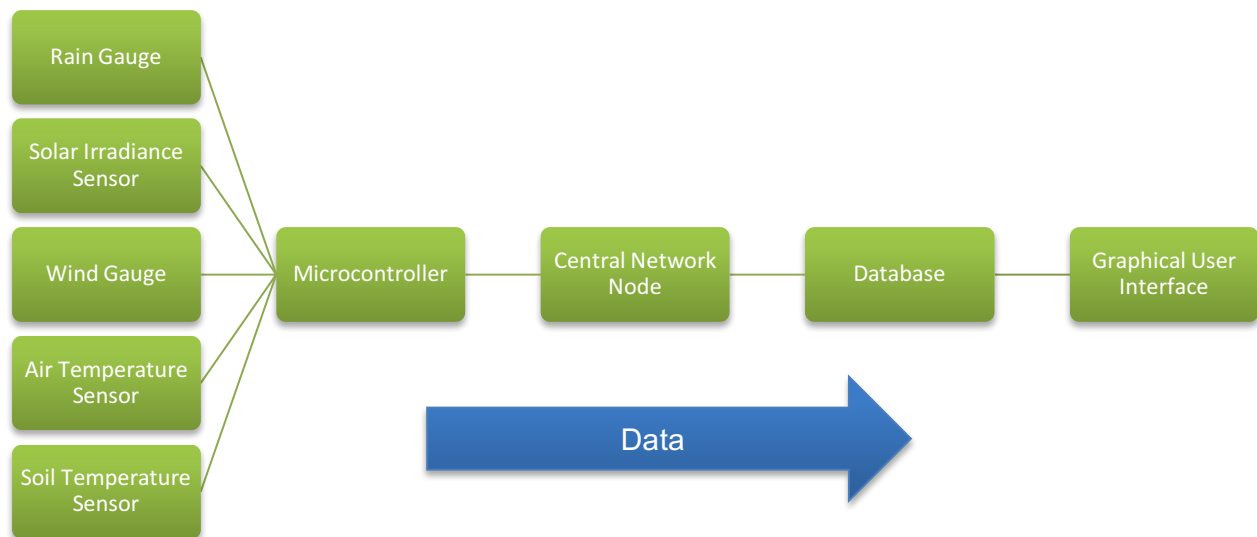 Rain Gauge
Solar Irradiance
Sensor
Wind Gauge
Air Temperature
Sensor
Soil Temperature
Sensor
Microcontroller
Central Network
Node
Database
Graphical User
Interface
Data